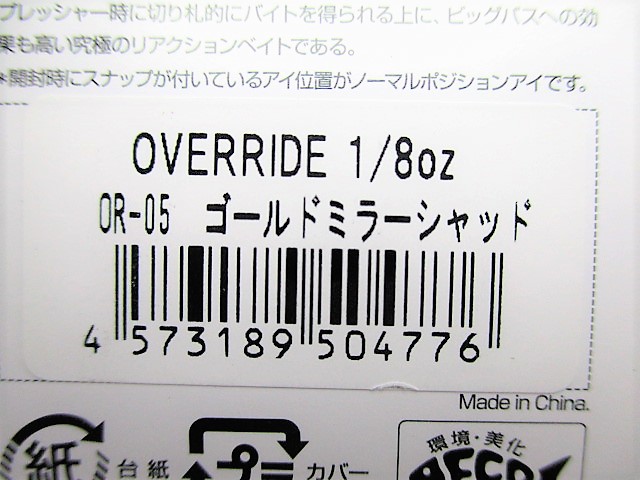 プレッシャー時に切り札的にバイトを得られる上に、ビッグバスへの効
果も高い究極のリアクションベイトである。
*開封時にスナップが付いているアイ位置がノーマルポジションアイです。
OVERRIDE 1/8oz
OR-05 ゴールドミラーシャッド
4 573189 504776
Made in China.
環境・美化
紙 台紙 プラ カバー